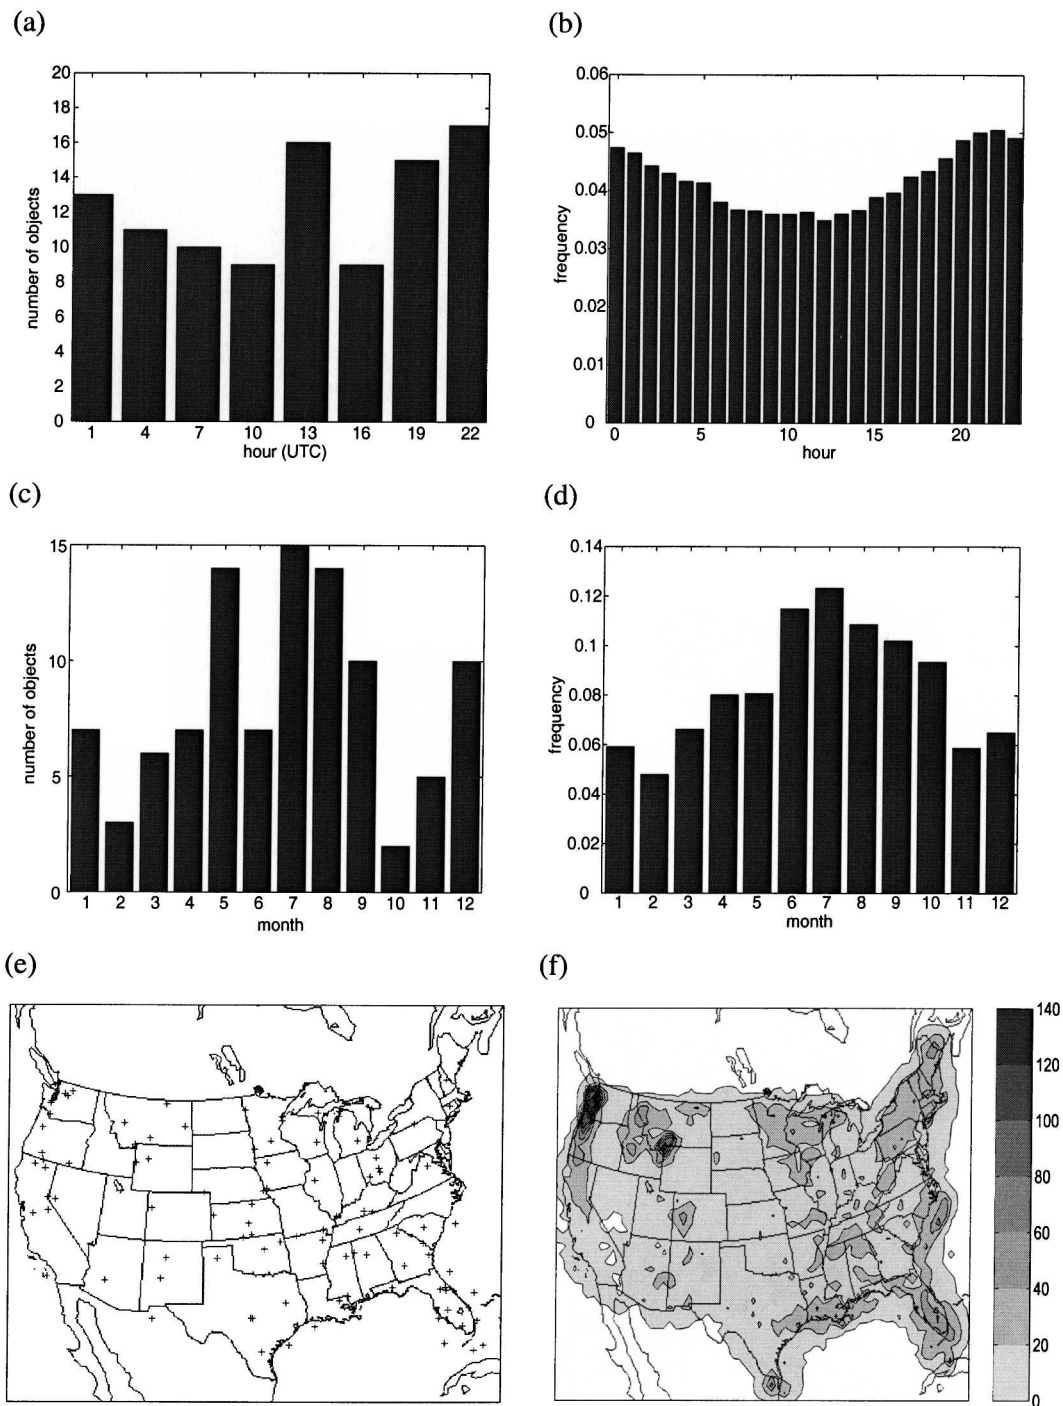 (a)
(b)
20
18
16
14
12
10
8
6
4
2
0
number of objects
1 4 7 10 13 16 19 22
hour (UTC)
0.06
0.05
0.04
0.03
0.02
0.01
0
frequency
0 5 10 15 20
hour
(c)
(d)
15
10
5
0
number of objects
1 2 3 4 5 6 7 8 9 10 11 12
month
0.14
0.12
0.1
0.08
0.06
0.04
0.02
0
frequency
1 2 3 4 5 6 7 8 9 10 11 12
month
(e)
(f)
140
120
100
80
60
40
20
0